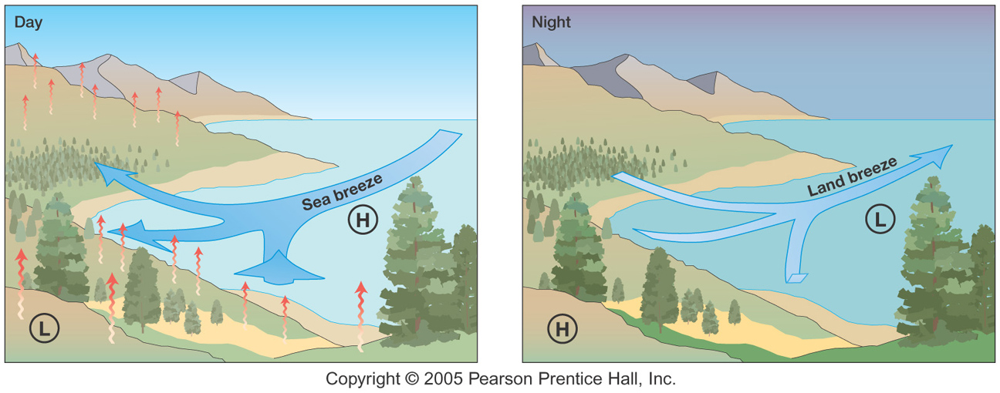 Day
Sea breeze
H
L
Night
Land breeze
L
H
Copyright © 2005 Pearson Prentice Hall, Inc.